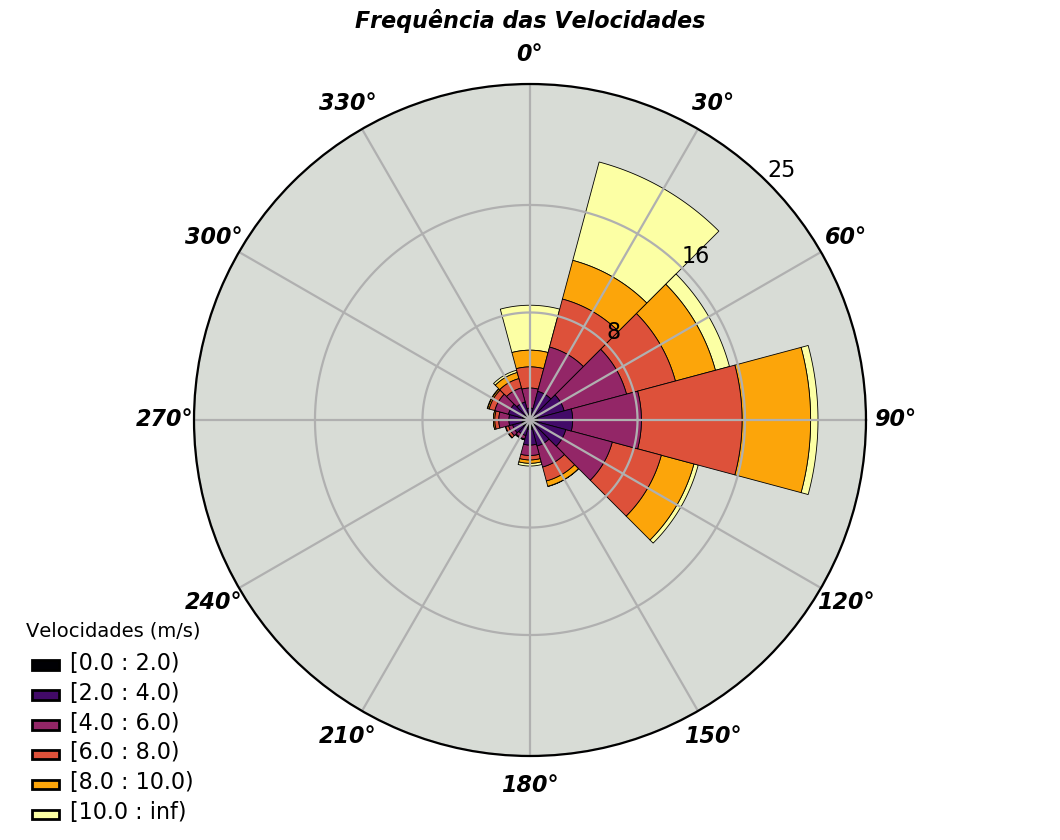 Frequência das Velocidades
0°
330°
30°
25
300°
60°
16
8
270°
90°
240°
120°
Velocidades (m/s)
[0.0 : 2.0)
[2.0 : 4.0)
[4.0 : 6.0)
210°
150°
[6.0 : 8.0)
[8.0 : 10.0)
180°
[10.0 : inf)